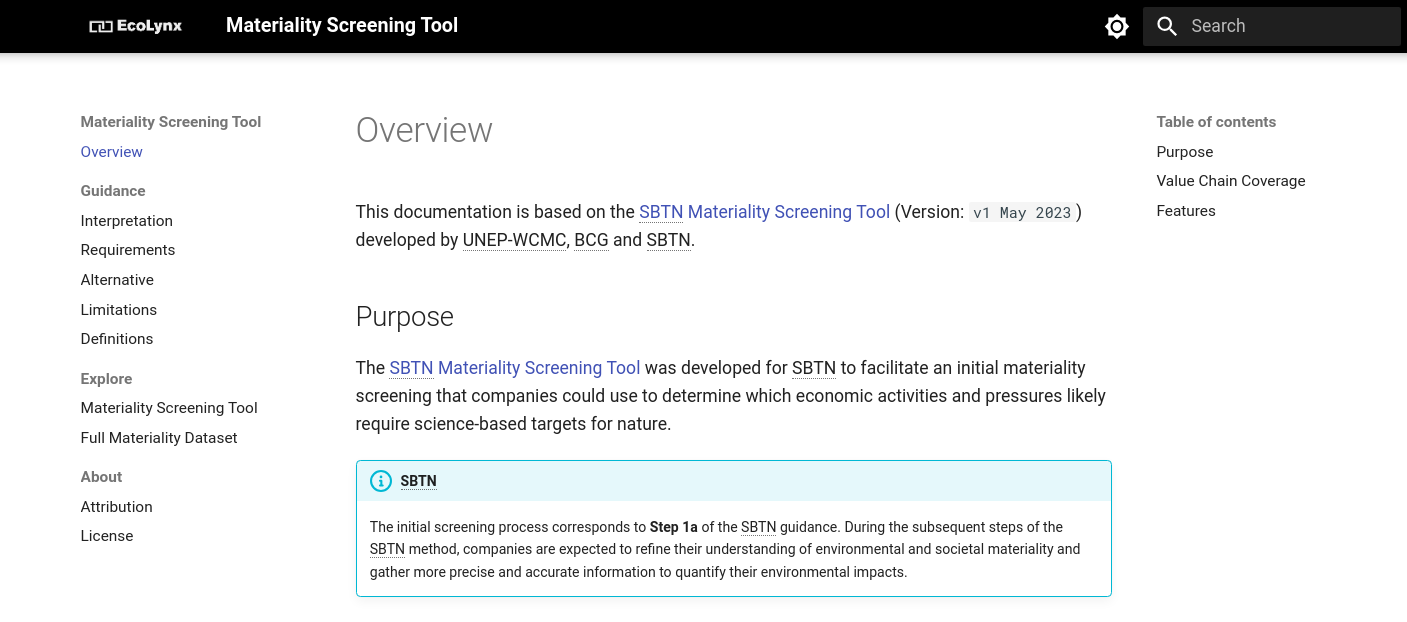 EcoLynx
Materiality Screening Tool
Search
Materiality Screening Tool
Overview
Guidance
Interpretation
Requirements
Alternative
Limitations
Definitions
Explore
Materiality Screening Tool
Full Materiality Dataset
About
Attribution
License
Overview
This documentation is based on the SBTN Materiality Screening Tool (Version: v1 May 2023)
developed by UNEP-WCMC, BCG and SBTN.
Purpose
The SBTN Materiality Screening Tool was developed for SBTN to facilitate an initial materiality
screening that companies could use to determine which economic activities and pressures likely
require science-based targets for nature.
SBTN
The initial screening process corresponds to Step 1a of the SBTN guidance. During the subsequent steps of the
SBTN method, companies are expected to refine their understanding of environmental and societal materiality and
gather more precise and accurate information to quantify their environmental impacts.
Table of contents
Purpose
Value Chain Coverage
Features